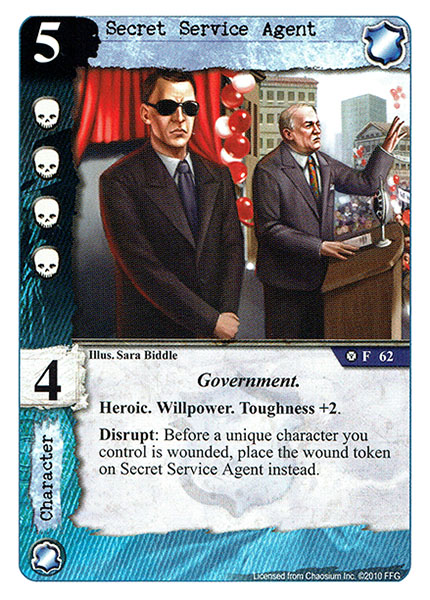 5
Secret Service Agent
Illus. Sara Biddle
F 62
4
Character
Government.
Heroic. Willpower. Toughness +2.
Disrupt: Before a unique character you
control is wounded, place the wound token
on Secret Service Agent instead.
Licensed from Chaosium Inc. ©2010 FFG